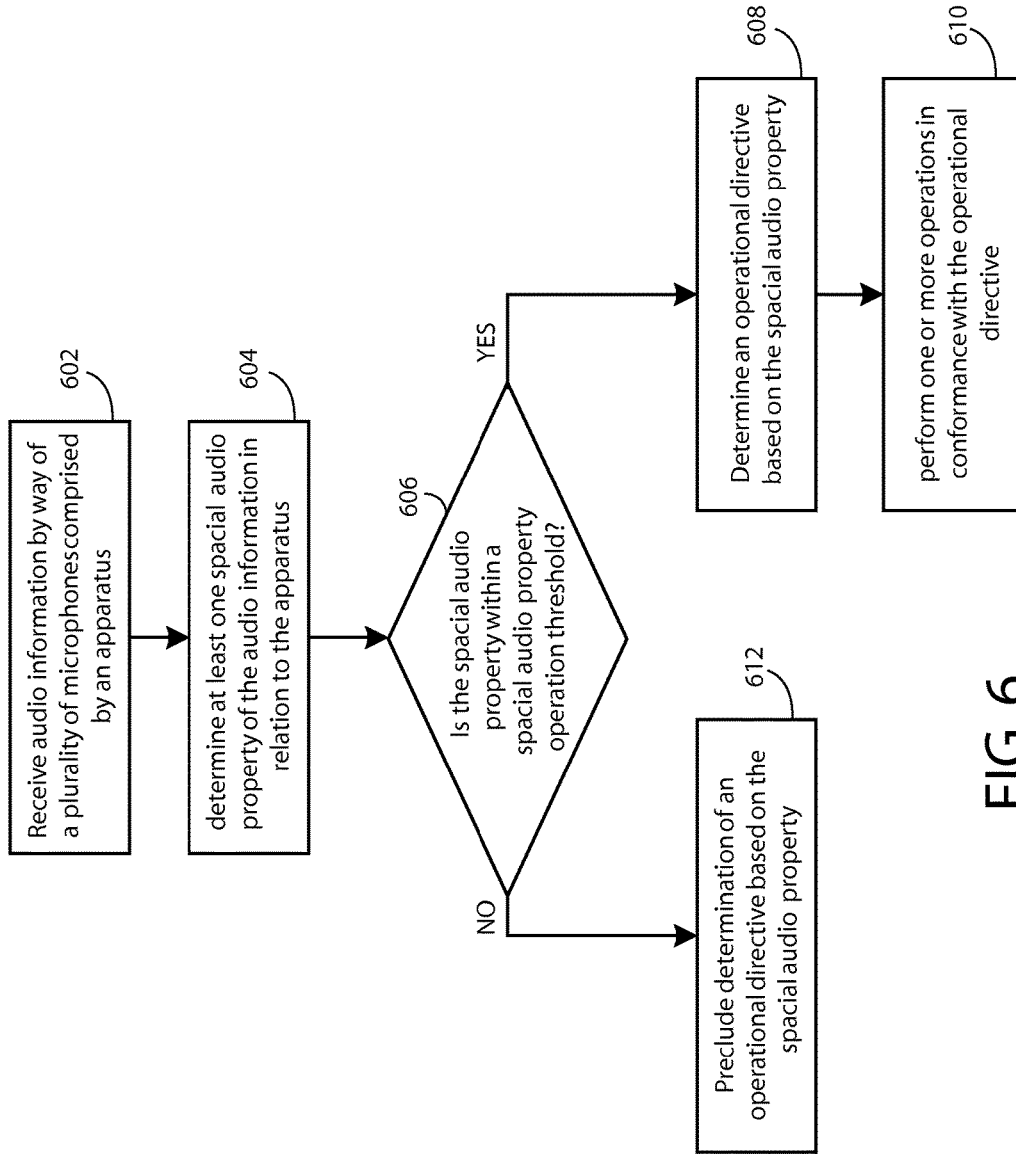 602
Receive audio information by way of
a plurality of microphonescomprised
by an apparatus
604
determine at least one spacial audio
property of the audio information in
relation to the apparatus
606
Is the spacial audio
property within a
spacial audio property
operation threshold?
NO
YES
612
Preclude determination of an
operational directive based on the
spacial audio property
608
Determine an operational directive
based on the spacial audio property
610
perform one or more operations in
conformance with the operational
directive
FIG. 6